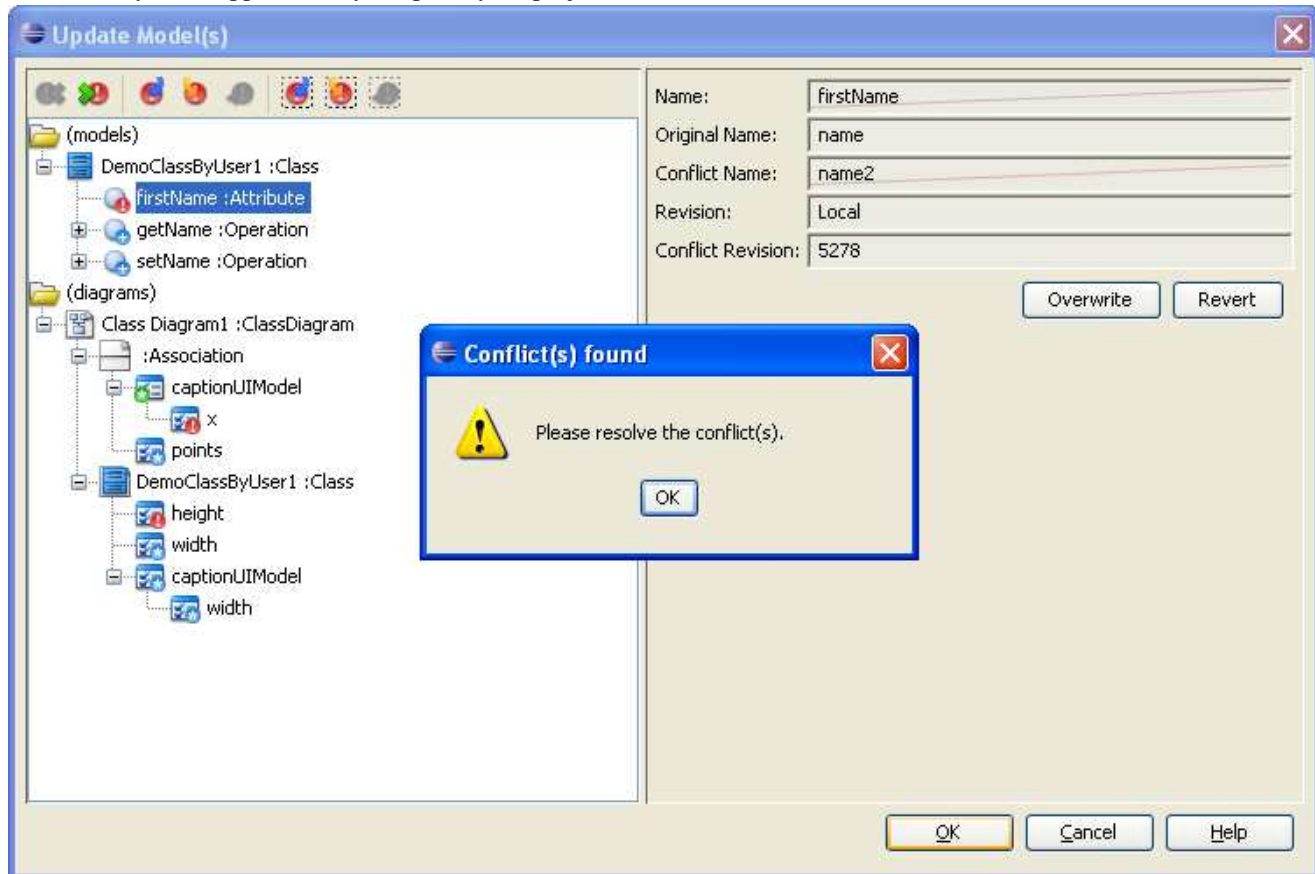 Update Model(s)
(models)
DemoClassByUser1 :Class
firstName :Attribute
getName :Operation
setName :Operation
(diagrams)
Class Diagram1 :ClassDiagram
:Association
captionUIModel
x
points
DemoClassByUser1 :Class
height
width
captionUIModel
width
Name: firstName
Original Name: name
Conflict Name: name2
Revision: Local
Conflict Revision: 5278
Overwrite Revert
Conflict(s) found
Please resolve the conflict(s).
OK
OK Cancel Help